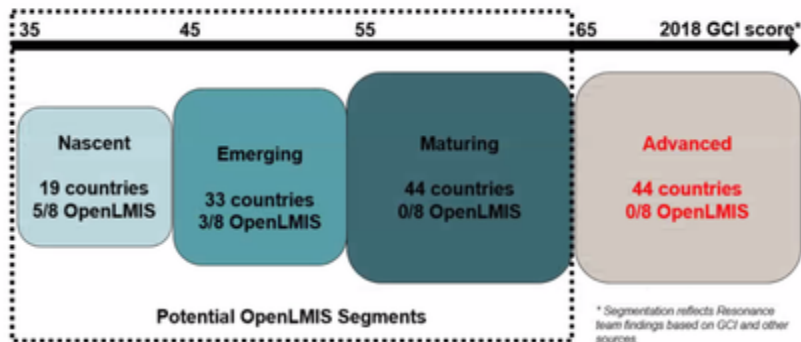 35 45 55 65 2018 GCI score*
Nascent
19 countries
5/8 OpenLMIS
Emerging
33 countries
3/8 OpenLMIS
Maturing
44 countries
0/8 OpenLMIS
Advanced
44 countries
0/8 OpenLMIS
Potential OpenLMIS Segments
* Segmentation reflects Resonance
team findings based on GCI and other
sources